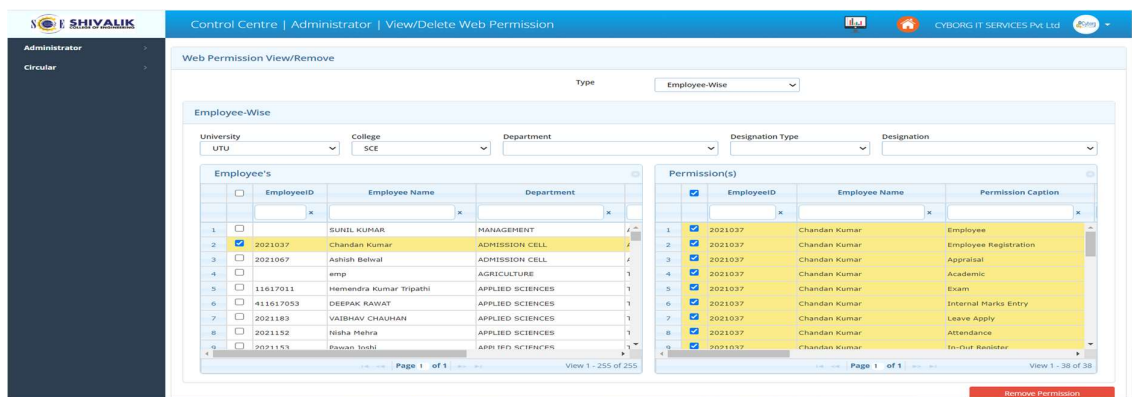 SCE SHIVALIK
COLLEGE OF ENGINEERING
Control Centre | Administrator | View/Delete Web Permission
CYBORG IT SERVICES Pvt Ltd
Administrator
Circular
Web Permission View/Remove
Type Employee-Wise
Employee-Wise
University College Department Designation Type Designation
UTU SCE
Employee's
EmployeeID Employee Name Department
x x x
1 SUNIL KUMAR MANAGEMENT A
2 2021037 Chandan Kumar ADMISSION CELL A
3 2021067 Ashish Belwal ADMISSION CELL A
4 emp AGRICULTURE T
5 11617011 Hemendra Kumar Tripathi APPLIED SCIENCES T
6 411617053 DEEPAK RAWAT APPLIED SCIENCES T
7 2021183 VAIBHAV CHAUHAN APPLIED SCIENCES T
8 2021152 Nisha Mehra APPLIED SCIENCES T
9 2021153 Pawan Joshi APPLIED SCIENCES T
Page 1 of 1 View 1 - 255 of 255
Permission(s)
EmployeeID Employee Name Permission Caption
x x x
1 2021037 Chandan Kumar Employee
2 2021037 Chandan Kumar Employee Registration
3 2021037 Chandan Kumar Appraisal
4 2021037 Chandan Kumar Academic
5 2021037 Chandan Kumar Exam
6 2021037 Chandan Kumar Internal Marks Entry
7 2021037 Chandan Kumar Leave Apply
8 2021037 Chandan Kumar Attendance
9 2021037 Chandan Kumar In-Out Register
Page 1 of 1 View 1 - 38 of 38
Remove Permission